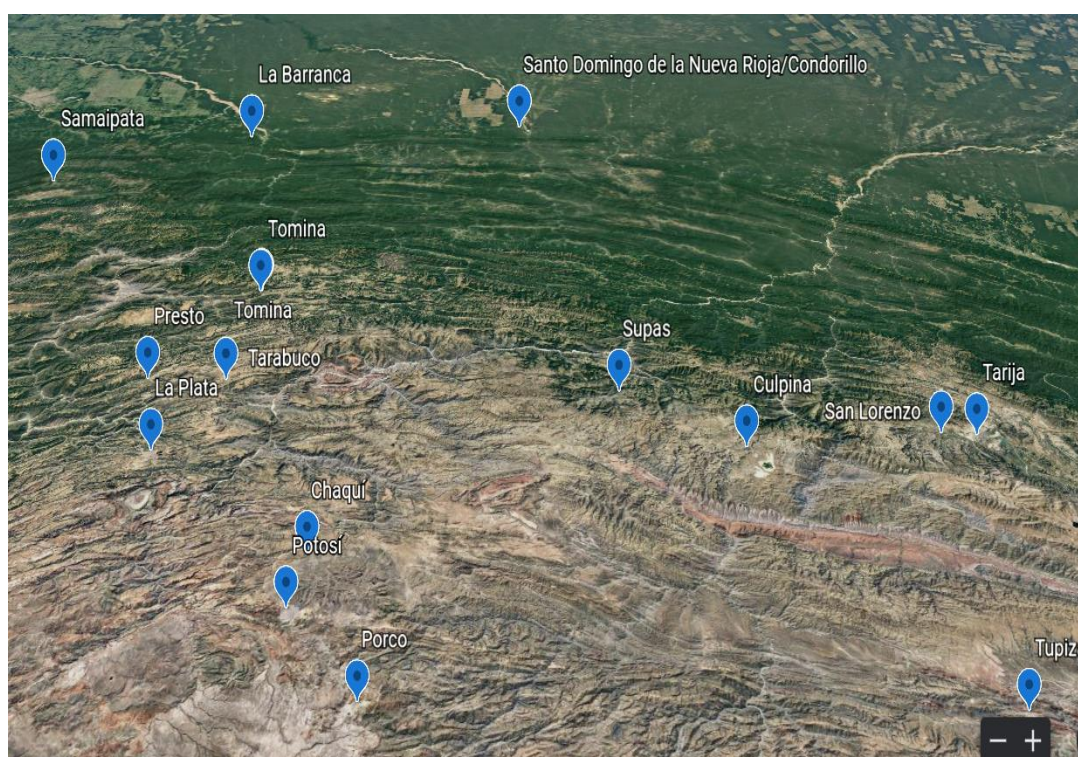 Santo Domingo de la Nueva Rioja/Condorillo
La Barranca
Samaipata
Tomina
Tomina
Presto
Tarabuco
La Plata
Supas
Culpina
Tarija
San Lorenzo
Chaquí
Potosí
Porco
Tupiz
− +